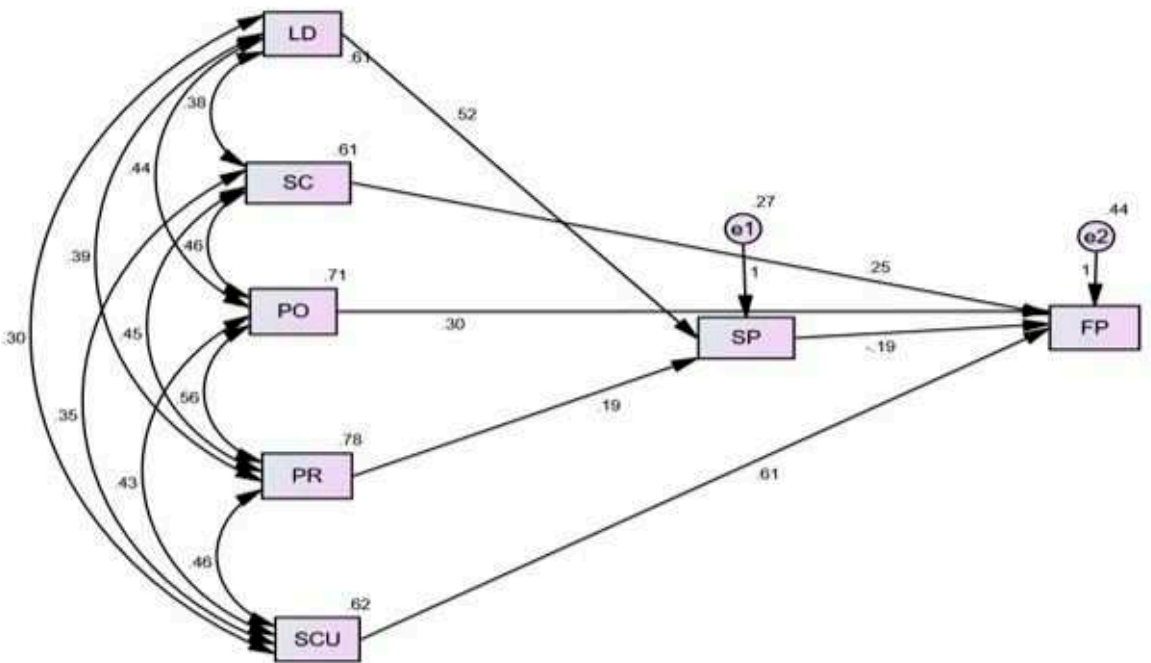 LD
.61
.38
.52
.44
.61
SC
.27
e1
.44
e2
.46
.39
.71
PO
1
.25
1
.30
.30
SP
-.19
FP
.45
.56
.35
.19
.78
PR
.43
.61
.46
.62
SCU